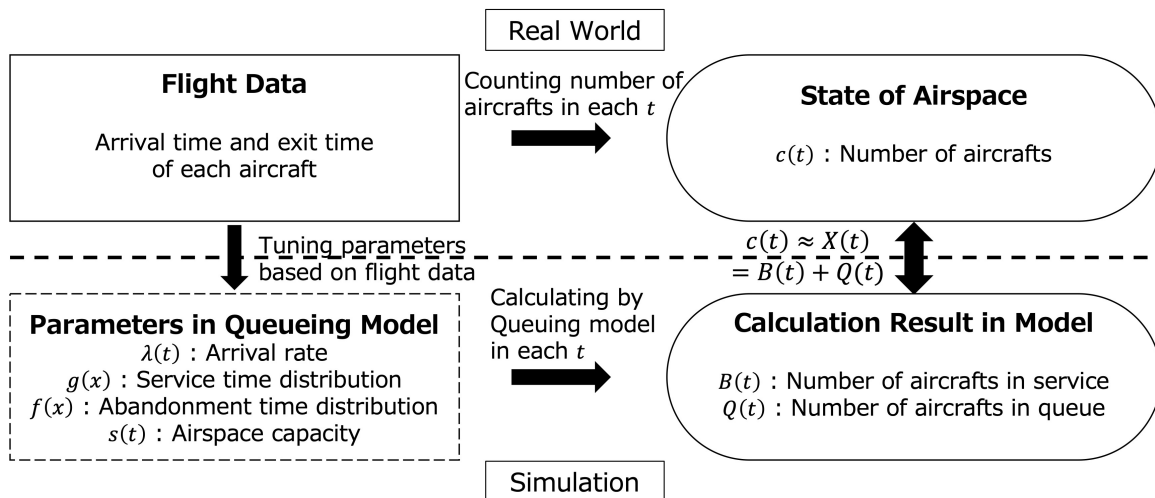 Real World
Flight Data
Arrival time and exit time
of each aircraft
Counting number of
aircrafts in each 𝑡
State of Airspace
𝑐(𝑡) : Number of aircrafts
Tuning parameters
based on flight data
𝑐(𝑡) ≈ 𝑋(𝑡)
= 𝐵(𝑡) + 𝑄(𝑡)
Parameters in Queueing Model
𝜆(𝑡) : Arrival rate
𝑔(𝑥) : Service time distribution
𝑓(𝑥) : Abandonment time distribution
𝑠(𝑡) : Airspace capacity
Calculating by
Queuing model
in each 𝑡
Calculation Result in Model
𝐵(𝑡) : Number of aircrafts in service
𝑄(𝑡) : Number of aircrafts in queue
Simulation